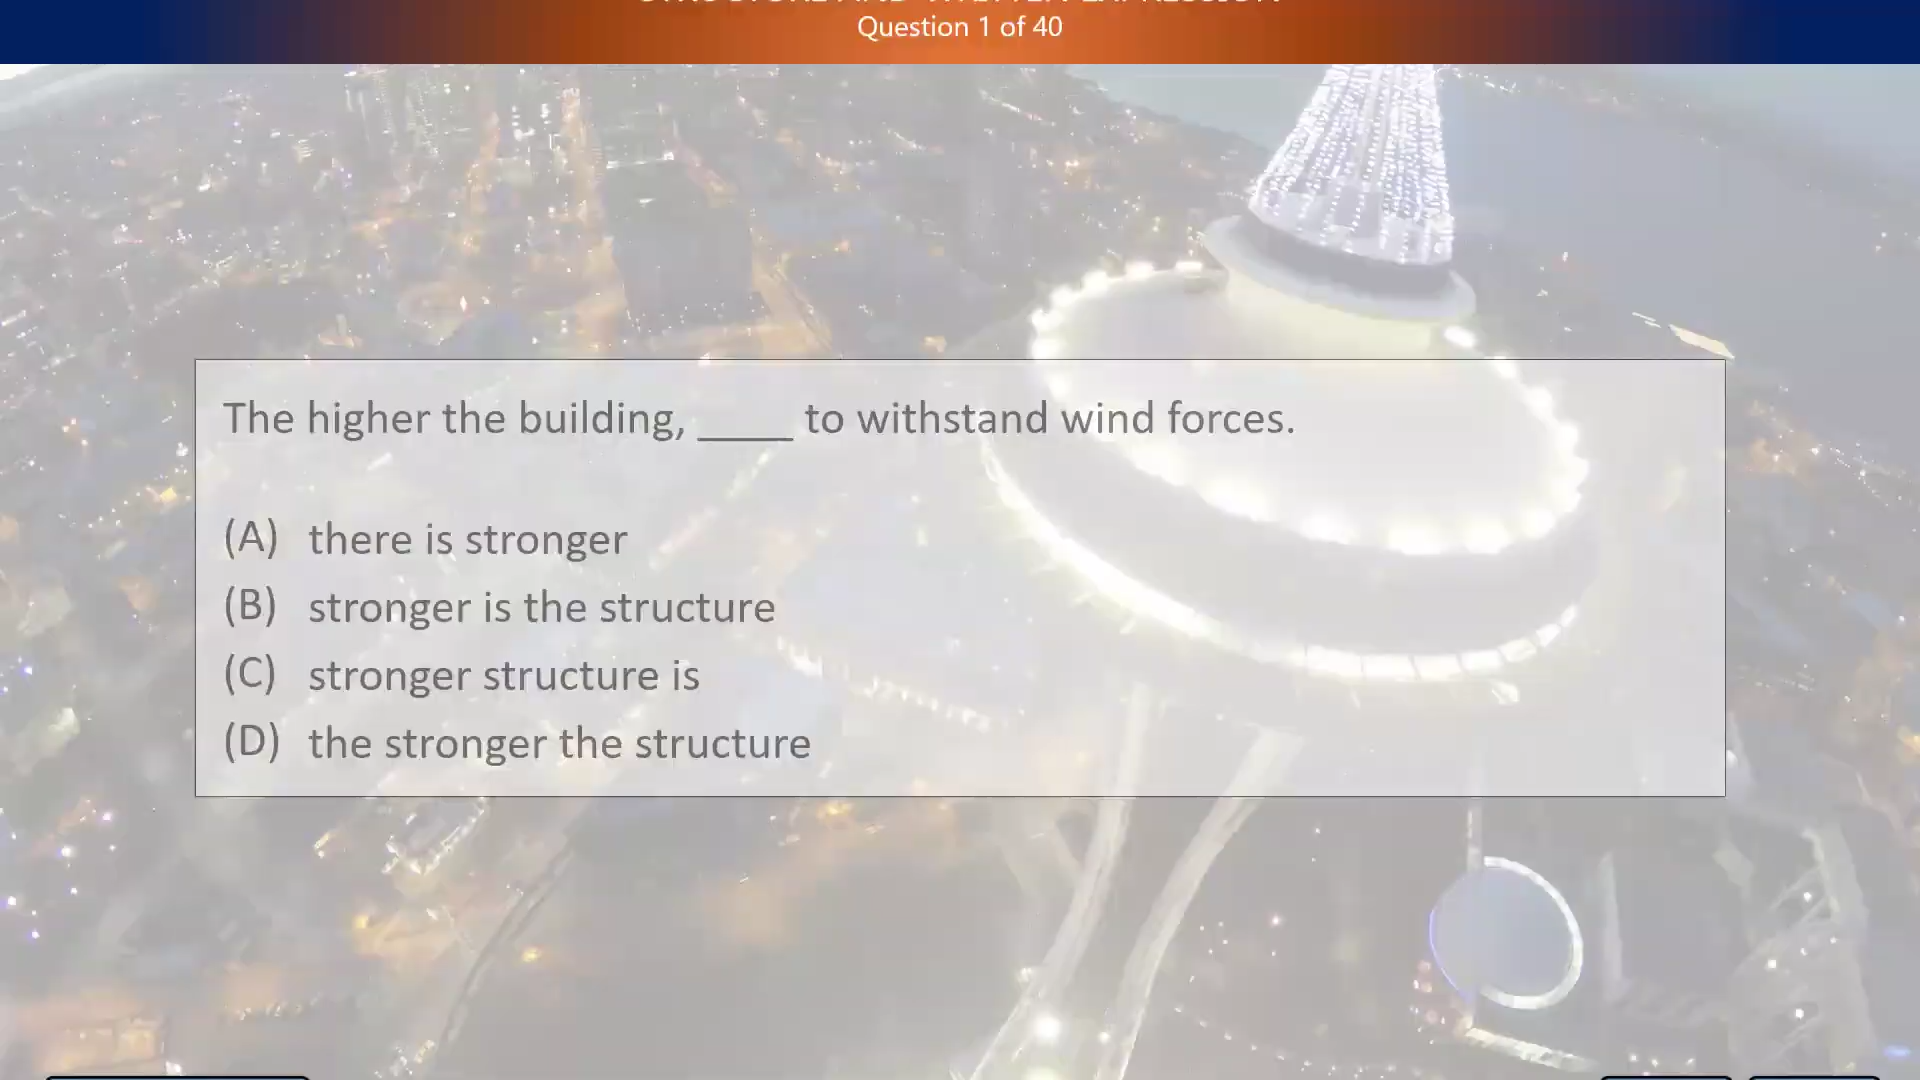 Question 1 of 40
The higher the building, ____ to withstand wind forces.
(A) there is stronger
(B) stronger is the structure
(C) stronger structure is
(D) the stronger the structure